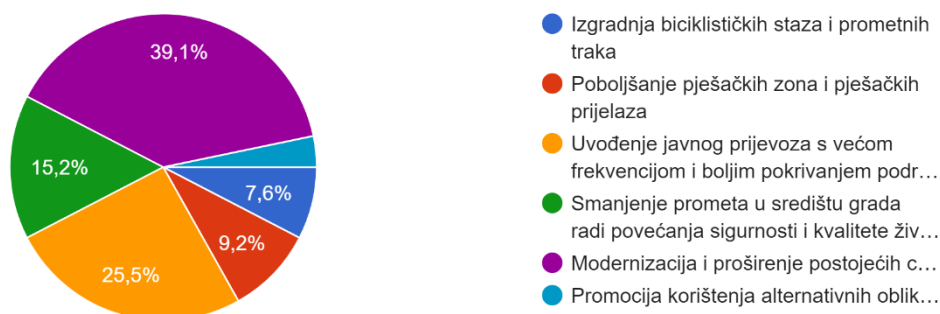 39,1%
15,2%
7,6%
9,2%
25,5%
Izgradnja biciklističkih staza i prometnih
traka
Poboljšanje pješačkih zona i pješačkih
prijelaza
Uvođenje javnog prijevoza s većom
frekvencijom i boljim pokrivanjem podr…
Smanjenje prometa u središtu grada
radi povećanja sigurnosti i kvalitete živ…
Modernizacija i proširenje postojećih c…
Promocija korištenja alternativnih oblik…